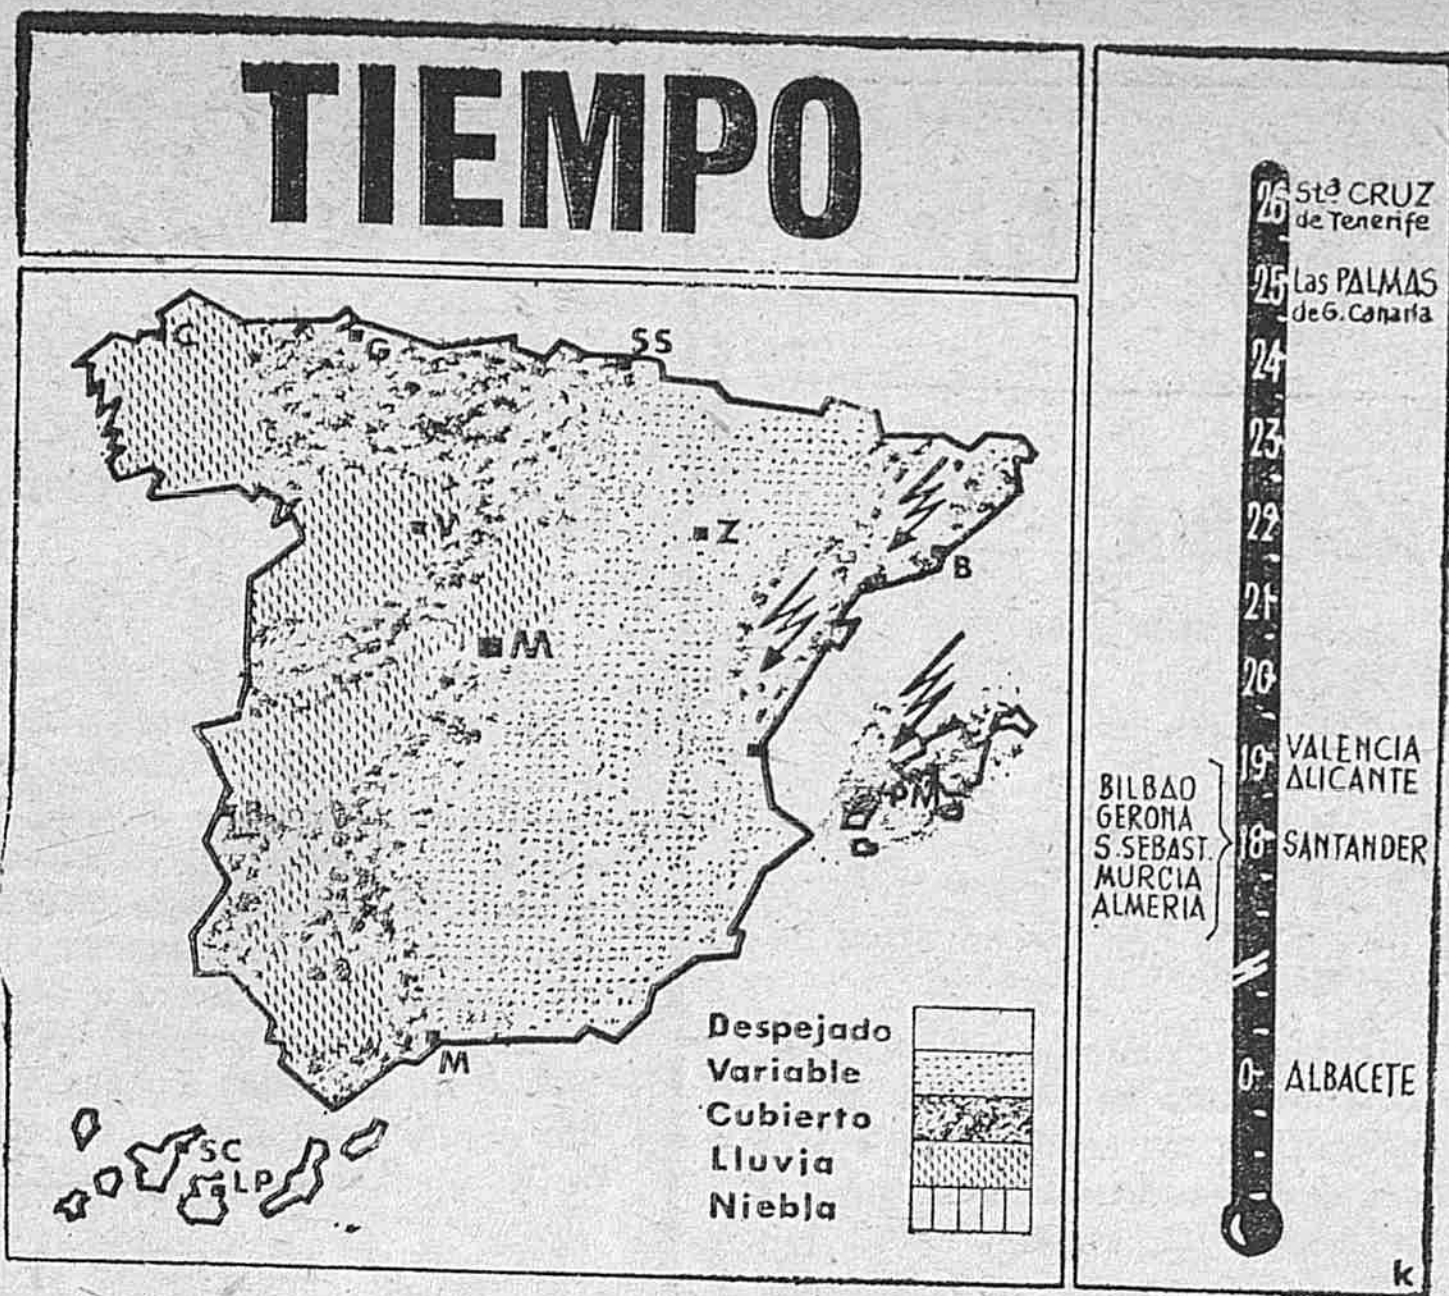 TIEMPO
C
G
SS
V
Z
B
M
PM
M
SC
LP
Despejado
Variable
Cubierto
Lluvia
Niebla
26 Stª CRUZ
de Tenerife
25 Las PALMAS
de G. Canaria
24
23
22
21
20
19 VALENCIA
ALICANTE
BILBAO
GERONA
S.SEBAST.
MURCIA
ALMERIA
18 SANTANDER
0 ALBACETE
k